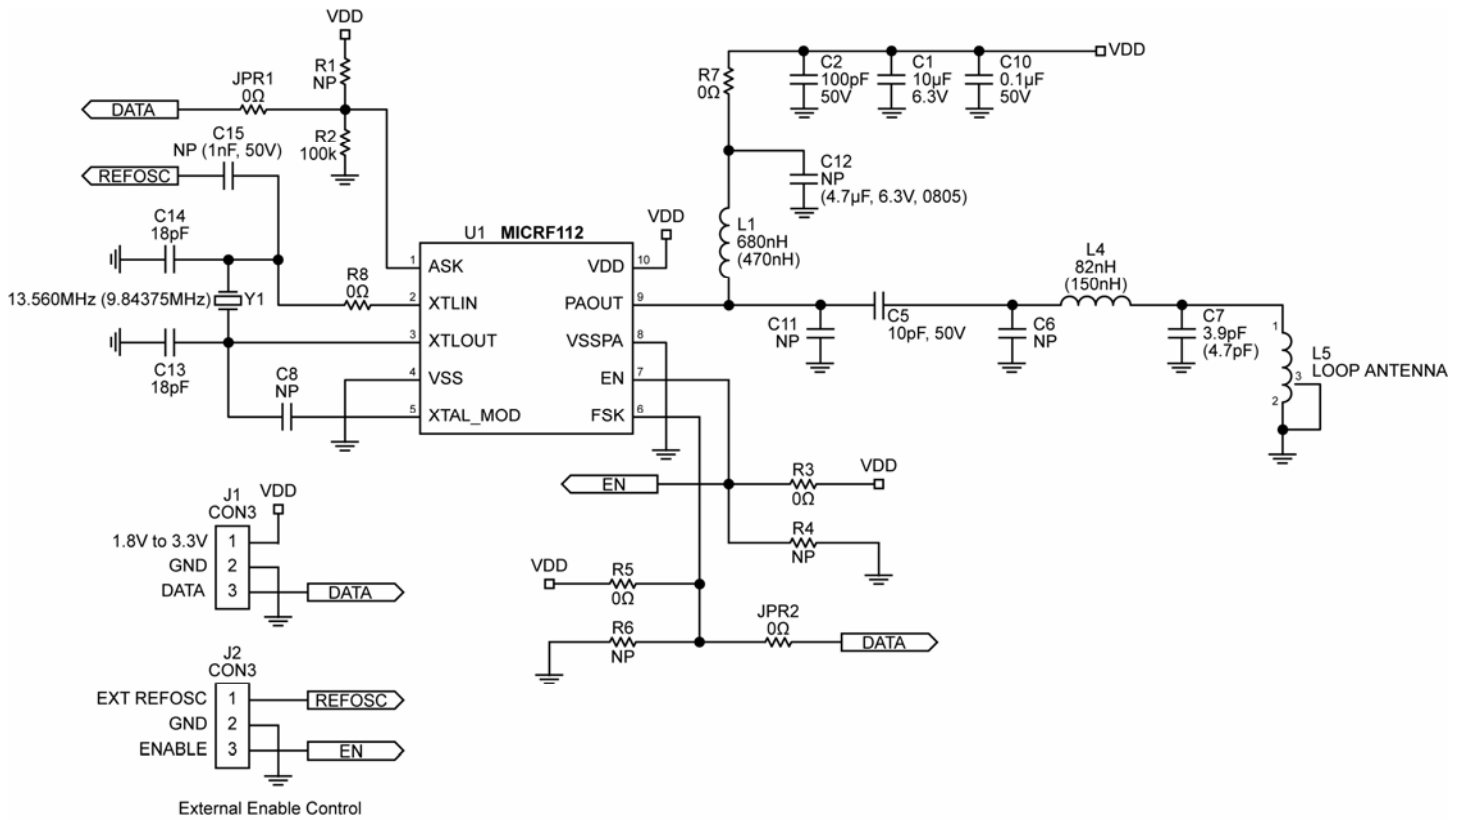 VDD
R1
NP
JPR1
0Ω
DATA
R2
100k
C15
NP (1nF, 50V)
REFOSC
C14
18pF
13.560MHz (9.84375MHz)
Y1
C13
18pF
R8
0Ω
C8
NP
U1 MICRF112
1
ASK
2
XTLIN
3
XTLOUT
4
VSS
5
XTAL_MOD
VDD
10
PAOUT
9
VSSPA
8
EN
7
FSK
6
VDD
R7
0Ω
C2
100pF
50V
C1
10µF
6.3V
C10
0.1µF
50V
VDD
C12
NP
(4.7µF, 6.3V, 0805)
L1
680nH
(470nH)
C11
NP
C5
10pF, 50V
C6
NP
L4
82nH
(150nH)
C7
3.9pF
(4.7pF)
1
L5
LOOP ANTENNA
3
2
EN
R3
0Ω
VDD
R4
NP
VDD
R5
0Ω
R6
NP
JPR2
0Ω
DATA
J1
CON3
VDD
1.8V to 3.3V
1
GND
2
DATA
3
DATA
J2
CON3
EXT REFOSC
1
REFOSC
GND
2
ENABLE
3
EN
External Enable Control